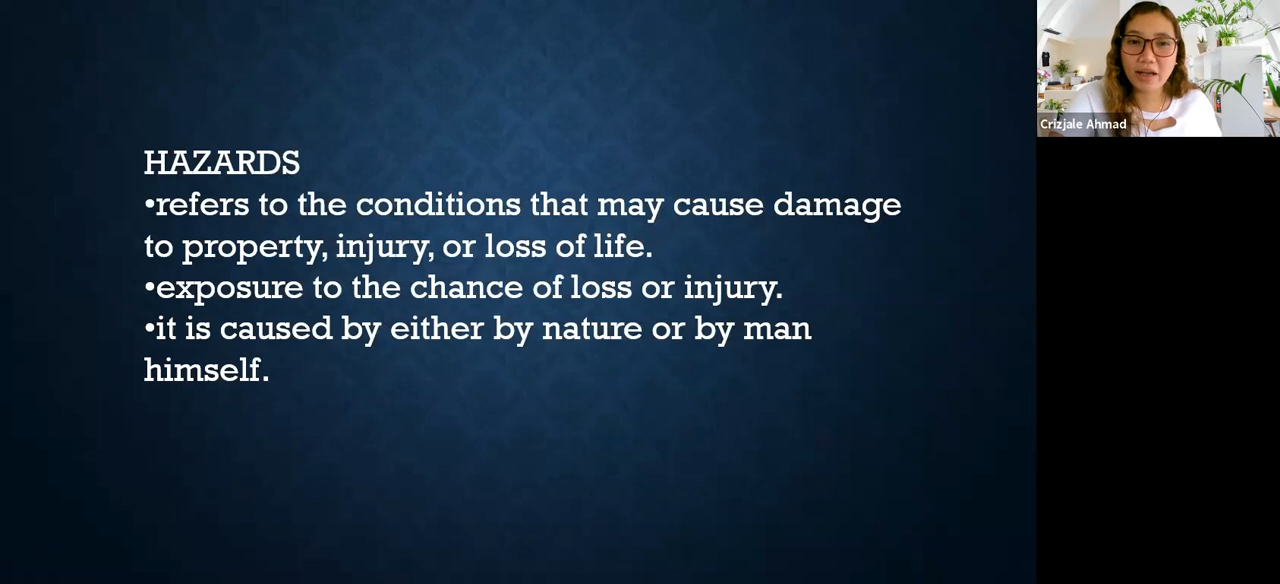 HAZARDS
•refers to the conditions that may cause damage
to property, injury, or loss of life.
•exposure to the chance of loss or injury.
•it is caused by either by nature or by man
himself.
Crizjale Ahmad